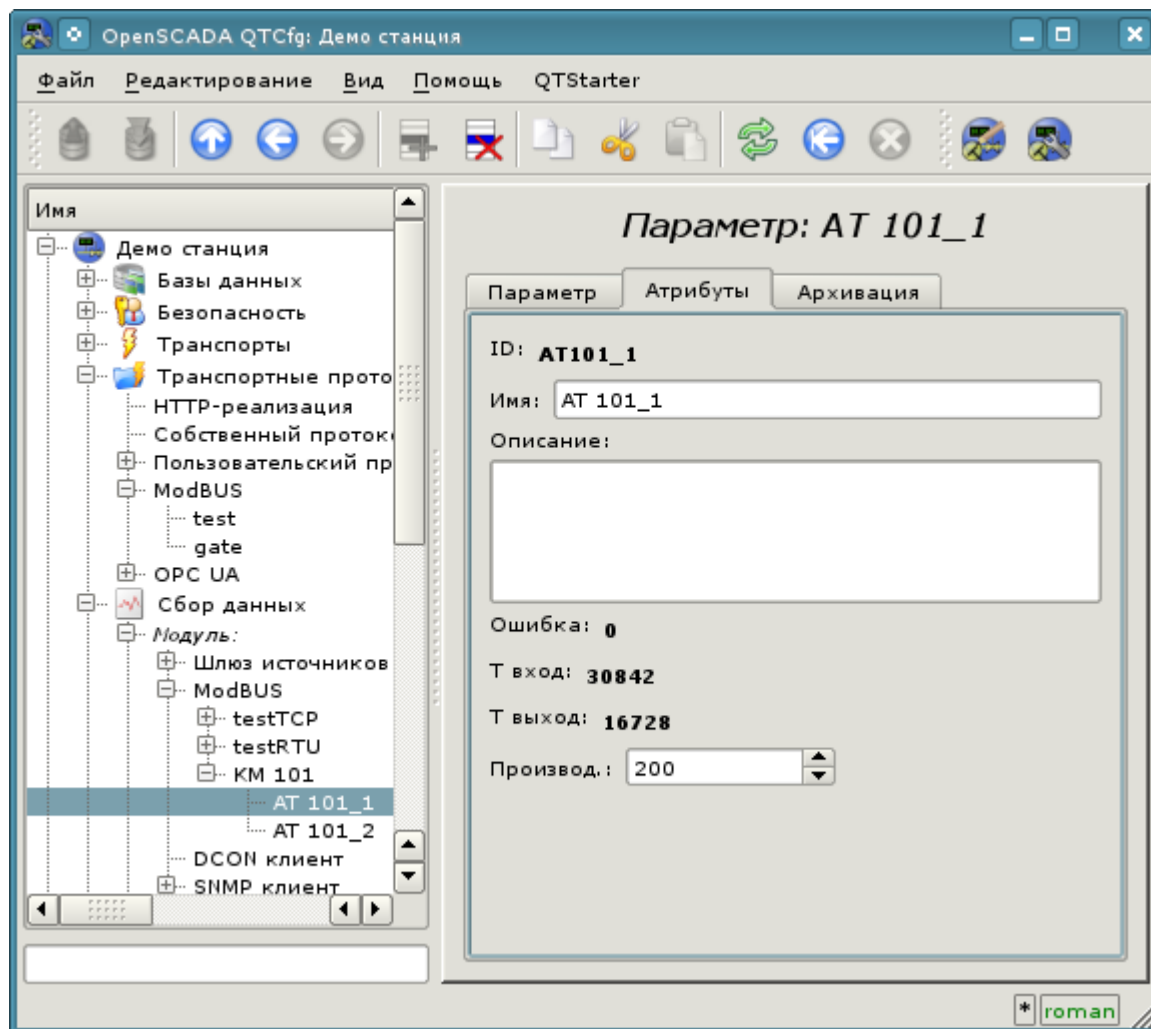 OpenSCADA QTCfg: Демо станция
Файл Редактирование Вид Помощь QTStarter
Имя
Демо станция
Базы данных
Безопасность
Транспорты
Транспортные прото
HTTP-реализация
Собственный проток
Пользовательский пр
ModBUS
test
gate
OPC UA
Сбор данных
Модуль:
Шлюз источников
ModBUS
testTCP
testRTU
КМ 101
AT 101_1
AT 101_2
DCON клиент
SNMP клиент
Параметр: AT 101_1
Параметр Атрибуты Архивация
ID: AT101_1
Имя: AT 101_1
Описание:
Ошибка: 0
Т вход: 30842
Т выход: 16728
Производ.: 200
* roman